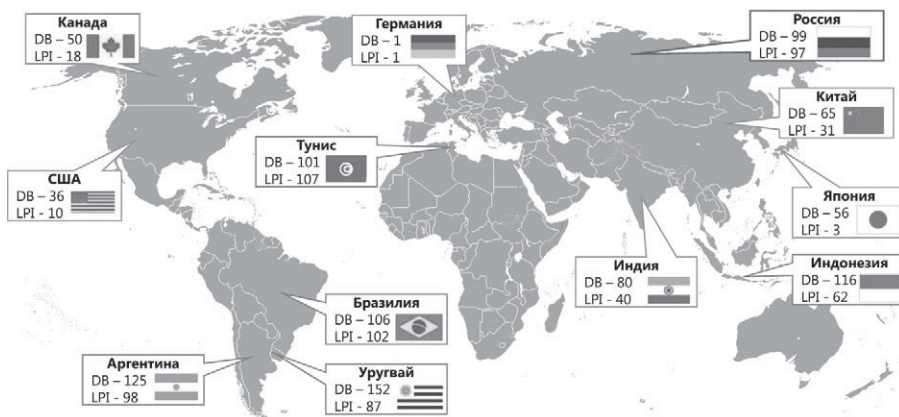 Канада
DB – 50
LPI - 18
Германия
DB – 1
LPI - 1
Россия
DB – 99
LPI - 97
Китай
DB – 65
LPI - 31
Тунис
DB – 101
LPI - 107
США
DB – 36
LPI - 10
Япония
DB – 56
LPI - 3
Индия
DB – 80
LPI - 40
Индонезия
DB – 116
LPI - 62
Бразилия
DB – 106
LPI - 102
Аргентина
DB – 125
LPI - 98
Уругвай
DB – 152
LPI - 87